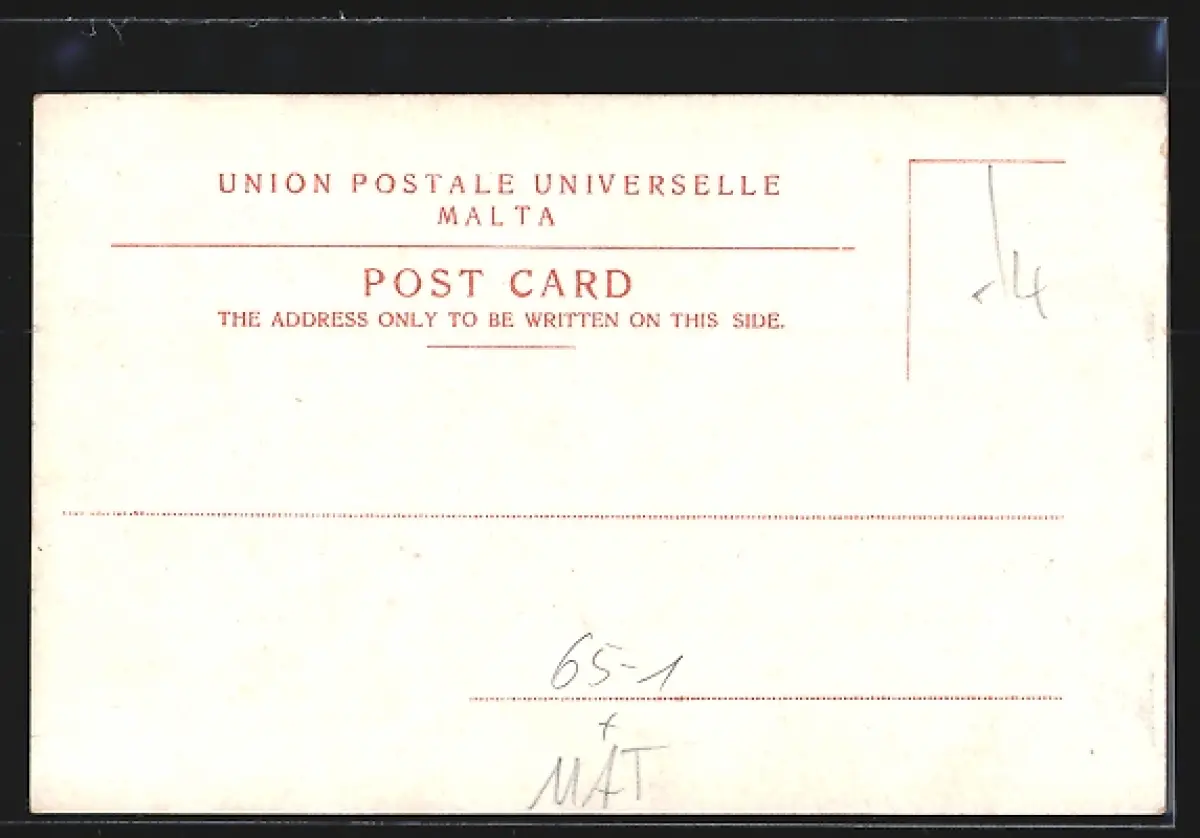 UNION POSTALE UNIVERSELLE
MALTA
POST CARD
THE ADDRESS ONLY TO BE WRITTEN ON THIS SIDE.
14
65-1
+
MAT